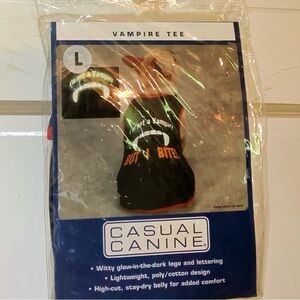 VAMPIRE TEE
L
BUT I BITE!
CASUAL
CANINE
• Witty glow-in-the-dark logo and lettering
• Lightweight, poly/cotton design
• High-cut, stay-dry belly for added comfort